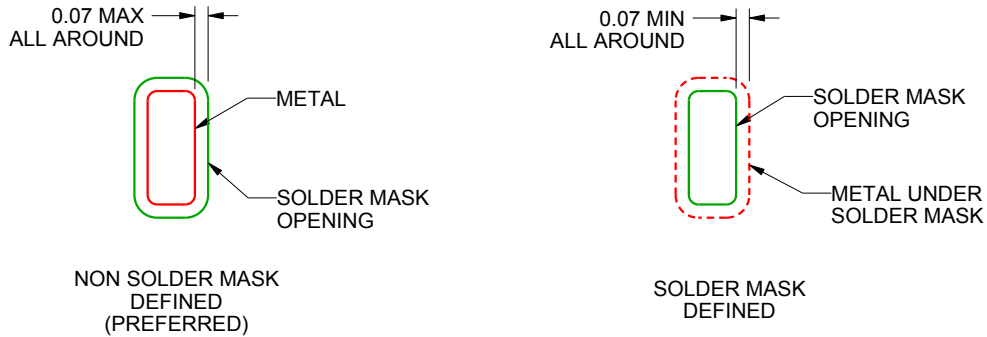 0.07 MAX
ALL AROUND
METAL
SOLDER MASK
OPENING
NON SOLDER MASK
DEFINED
(PREFERRED)
0.07 MIN
ALL AROUND
SOLDER MASK
OPENING
METAL UNDER
SOLDER MASK
SOLDER MASK
DEFINED